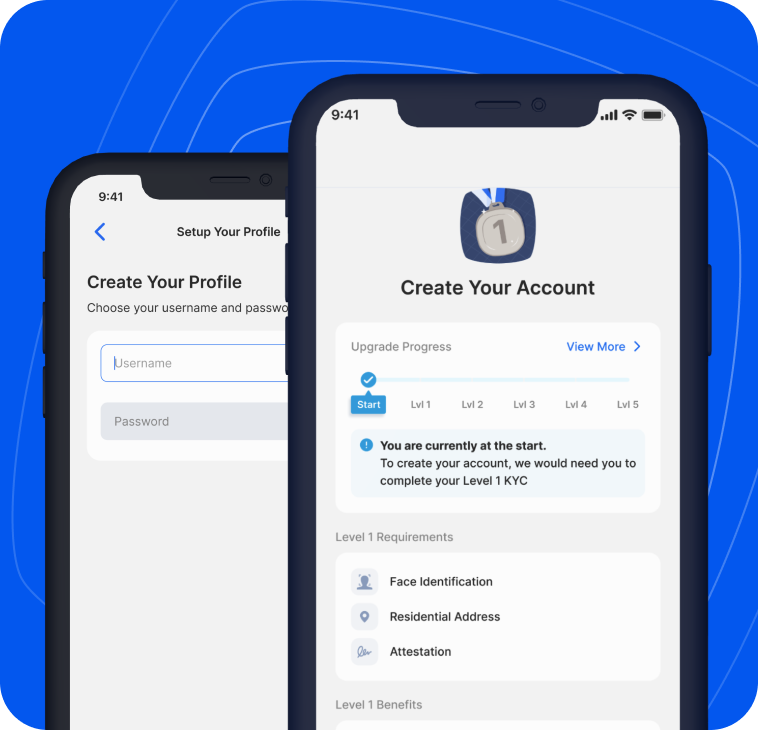 9:41
Setup Your Profile
Create Your Profile
Choose your username and passwo
Username
Password
9:41
1
Create Your Account
Upgrade Progress
View More
Start Lvl 1 Lvl 2 Lvl 3 Lvl 4 Lvl 5
You are currently at the start.
To create your account, we would need you to
complete your Level 1 KYC
Level 1 Requirements
Face Identification
Residential Address
Attestation
Level 1 Benefits